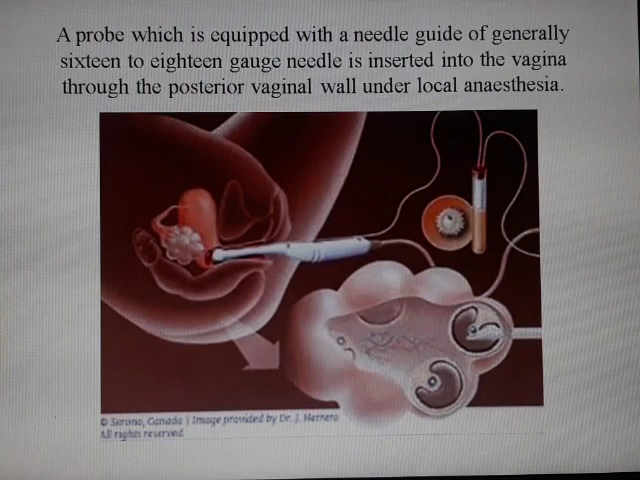 A probe which is equipped with a needle guide of generally
sixteen to eighteen gauge needle is inserted into the vagina
through the posterior vaginal wall under local anaesthesia.
© Serono, Canada | Image provided by Dr. J. Herrero
All rights reserved